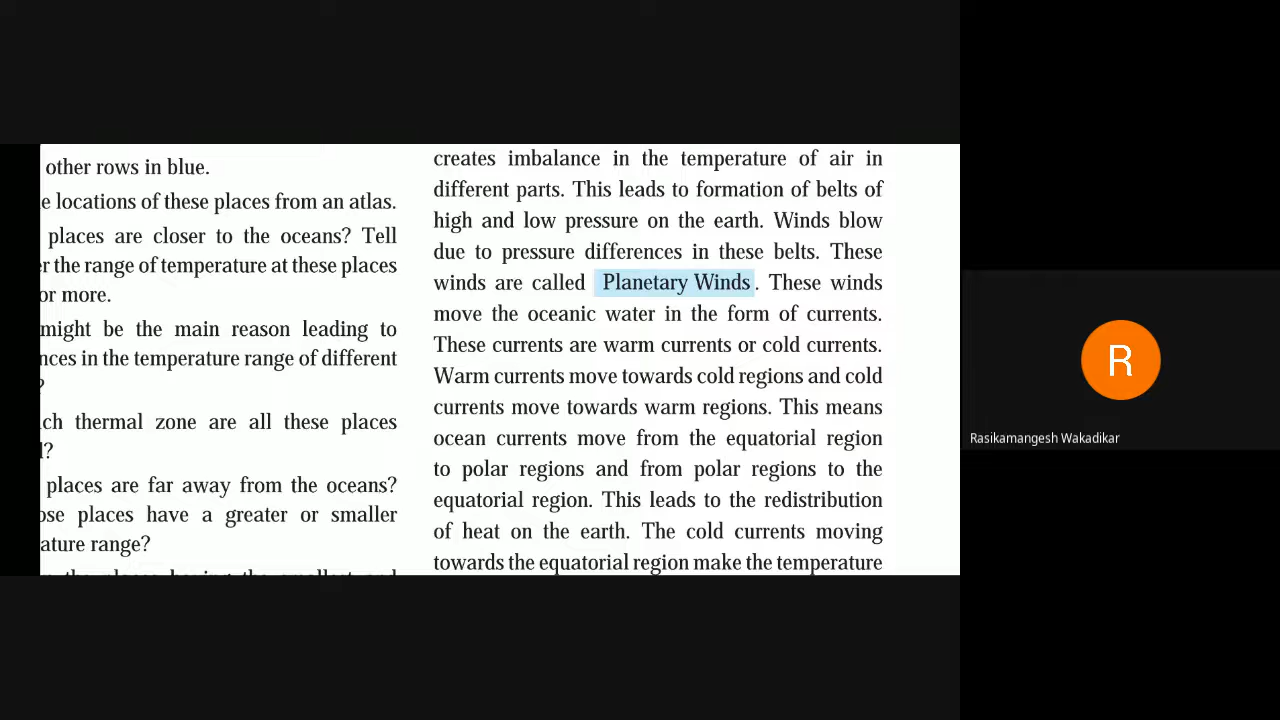 other rows in blue.
e locations of these places from an atlas.
places are closer to the oceans? Tell
the range of temperature at these places
or more.
might be the main reason leading to
in the temperature range of different
?
thermal zone are all these places
?
places are far away from the oceans?
places have a greater or smaller
range?
creates imbalance in the temperature of air in
different parts. This leads to formation of belts of
high and low pressure on the earth. Winds blow
due to pressure differences in these belts. These
winds are called Planetary Winds. These winds
move the oceanic water in the form of currents.
These currents are warm currents or cold currents.
Warm currents move towards cold regions and cold
currents move towards warm regions. This means
ocean currents move from the equatorial region
to polar regions and from polar regions to the
equatorial region. This leads to the redistribution
of heat on the earth. The cold currents moving
towards the equatorial region make the temperature
R
Rasikamangesh Wakadikar